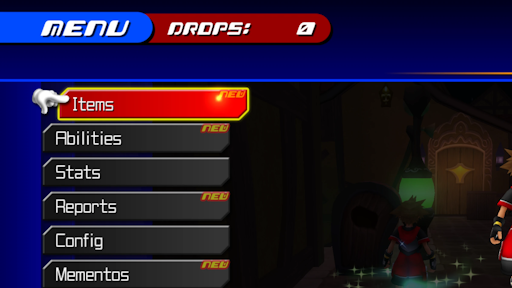 MENU DROPS: 0
Items NEW
Abilities NEW
Stats
Reports NEW
Config
Mementos NEW